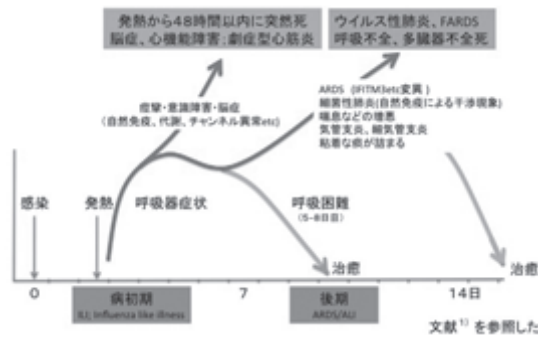 発熱から48時間以内に突然死
脳症、心機能障害:劇症型心筋炎
ウイルス性肺炎、FARDS
呼吸不全、多臓器不全死
痙攣・意識障害・脳症
(自然免疫、代謝、チャンネル異常etc)
ARDS (IFITM3etc変異)
細菌性肺炎(自然免疫による干渉現象)
喘息などの増悪
気管支炎、細気管支炎
粘着な痰が詰まる
感染
発熱
呼吸器症状
呼吸困難
(5-8日目)
治癒
治癒
0
7
14日
病初期
ILI; Influenza like illness
後期
ARDS/ALI
文献1) を参照した